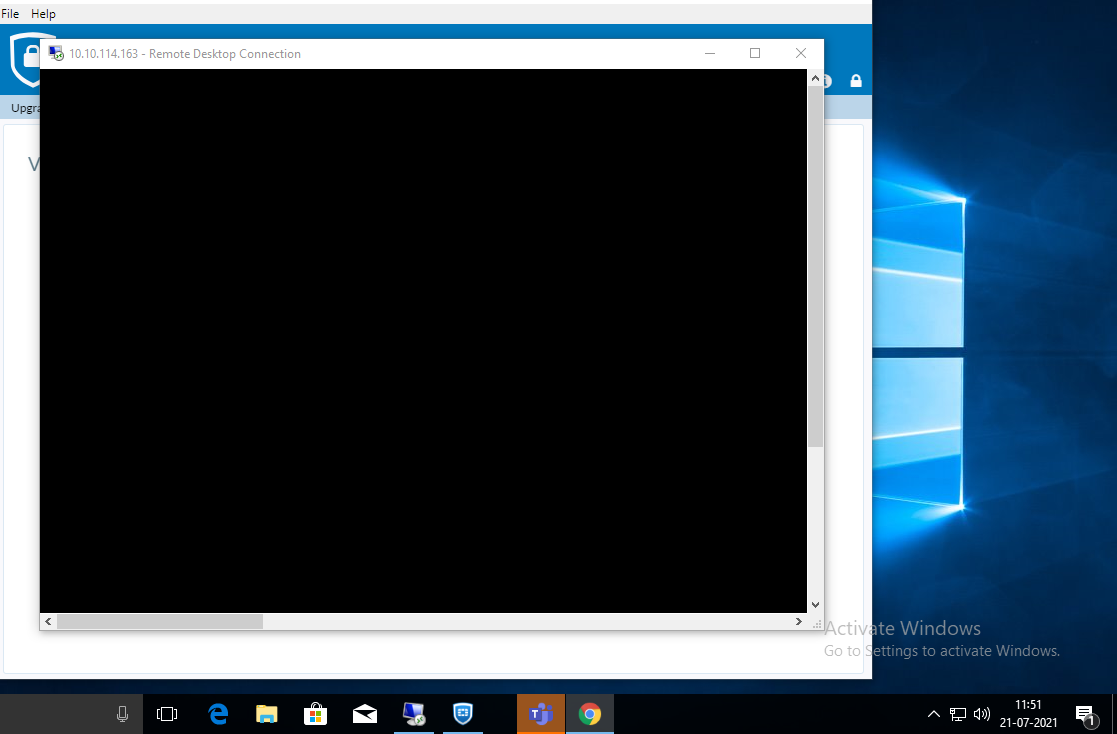 File Help
10.10.114.163 - Remote Desktop Connection
Upgra
V
Activate Windows
Go to Settings to activate Windows.
11:51
21-07-2021
1